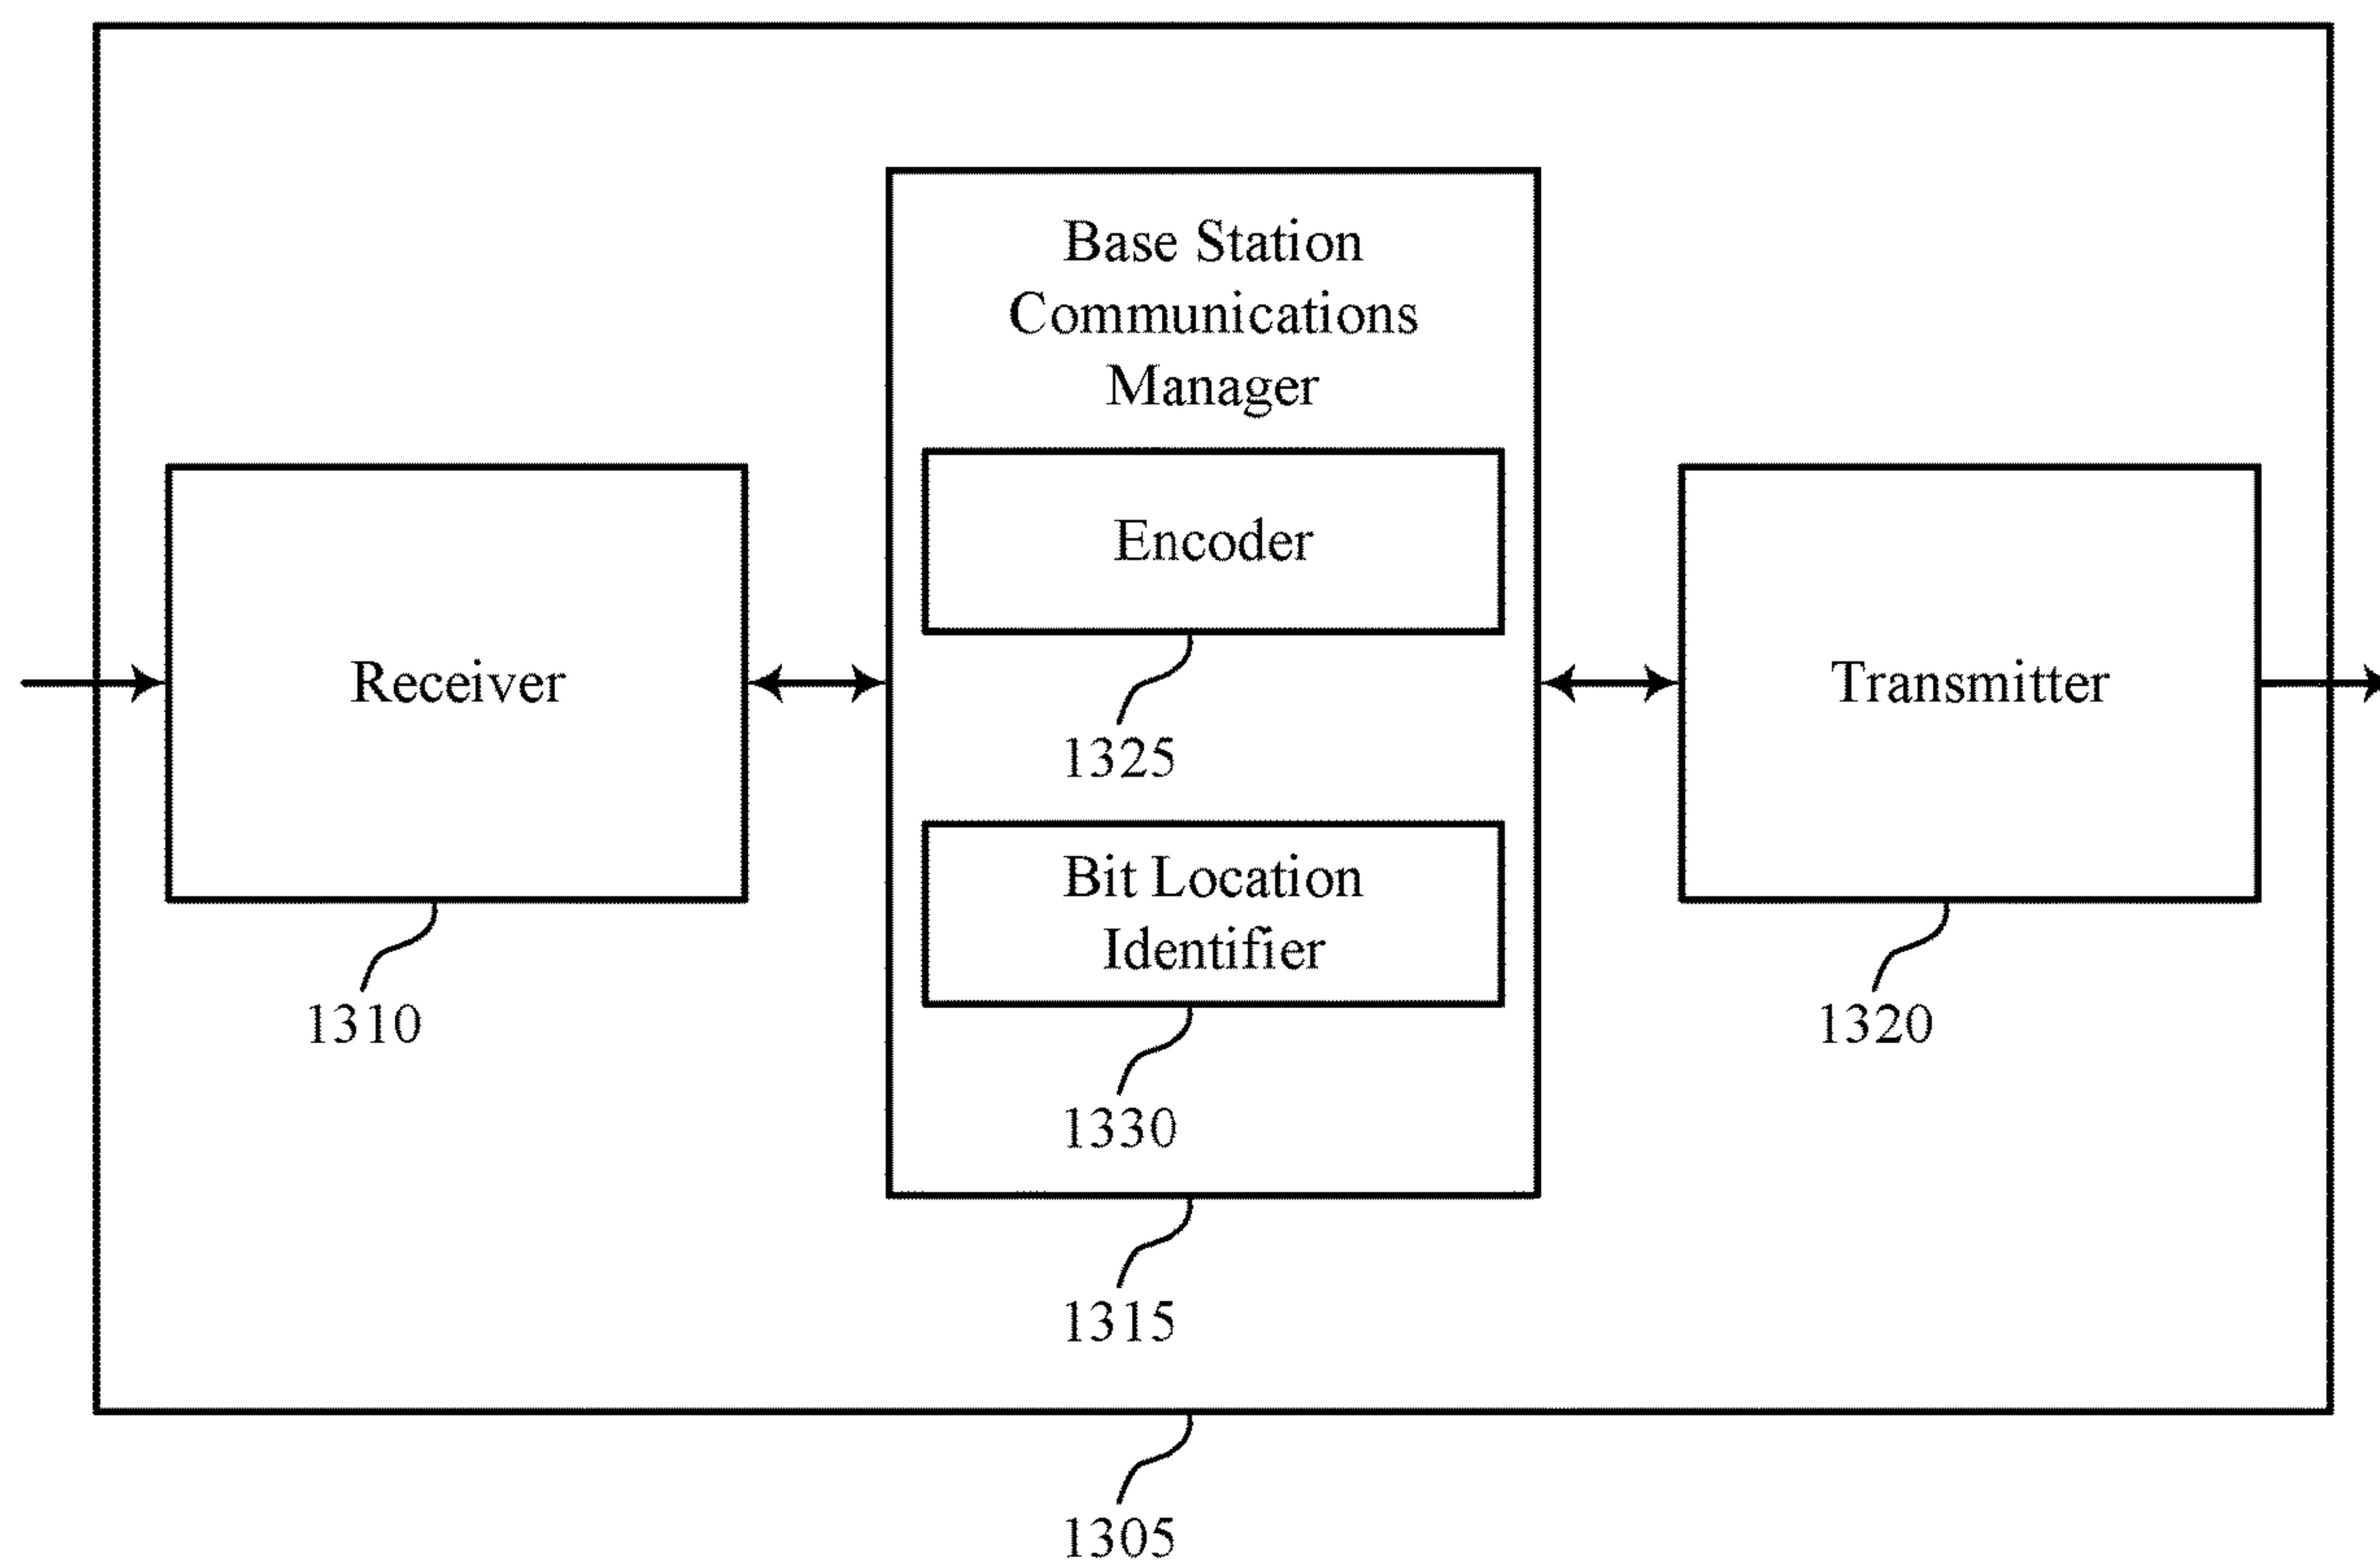 Base Station
Communications
Manager
Encoder
Receiver
Transmitter
1325
Bit Location
Identifier
1310
1320
1330
1315
1305